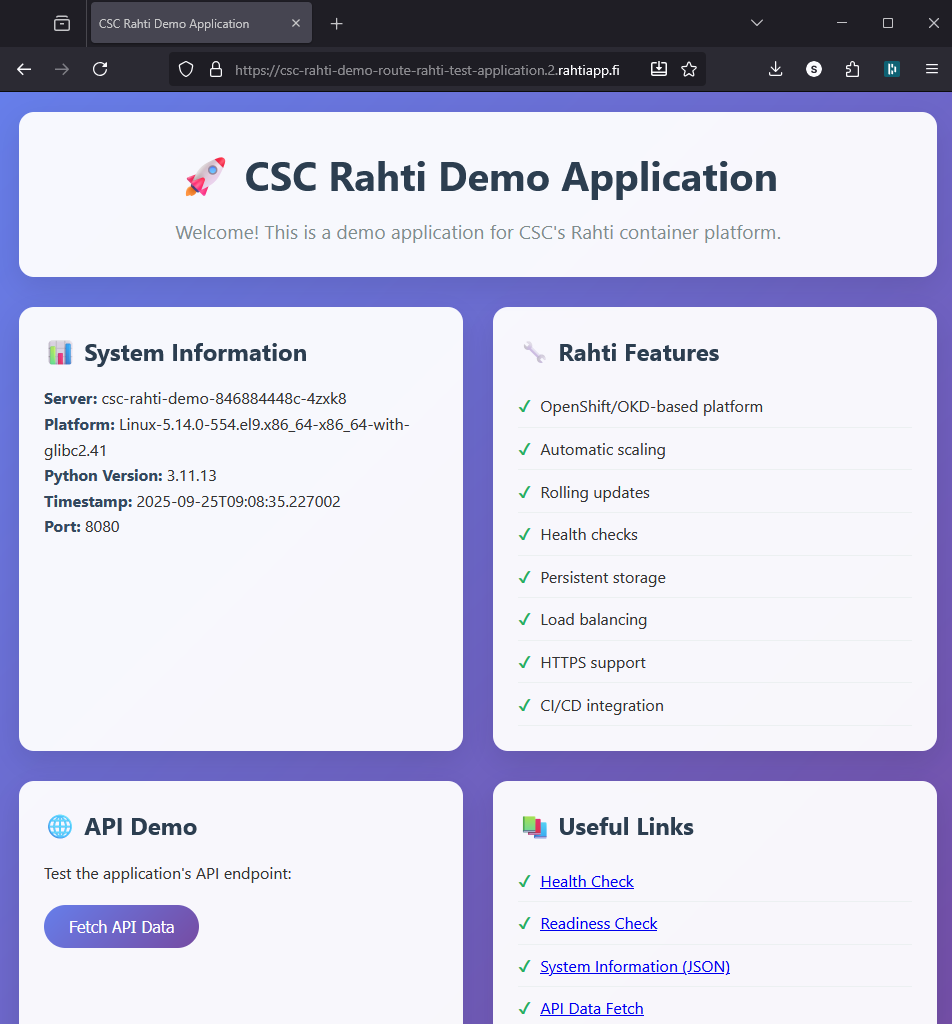 CSC Rahti Demo Application
https://csc-rahti-demo-route-rahti-test-application.2.rahtiapp.fi
S
CSC Rahti Demo Application
Welcome! This is a demo application for CSC's Rahti container platform.
System Information
Server: csc-rahti-demo-846884448c-4zxk8
Platform: Linux-5.14.0-554.el9.x86_64-x86_64-with-
glibc2.41
Python Version: 3.11.13
Timestamp: 2025-09-25T09:08:35.227002
Port: 8080
Rahti Features
✓ OpenShift/OKD-based platform
✓ Automatic scaling
✓ Rolling updates
✓ Health checks
✓ Persistent storage
✓ Load balancing
✓ HTTPS support
✓ CI/CD integration
API Demo
Test the application's API endpoint:
Fetch API Data
Useful Links
✓ Health Check
✓ Readiness Check
✓ System Information (JSON)
✓ API Data Fetch